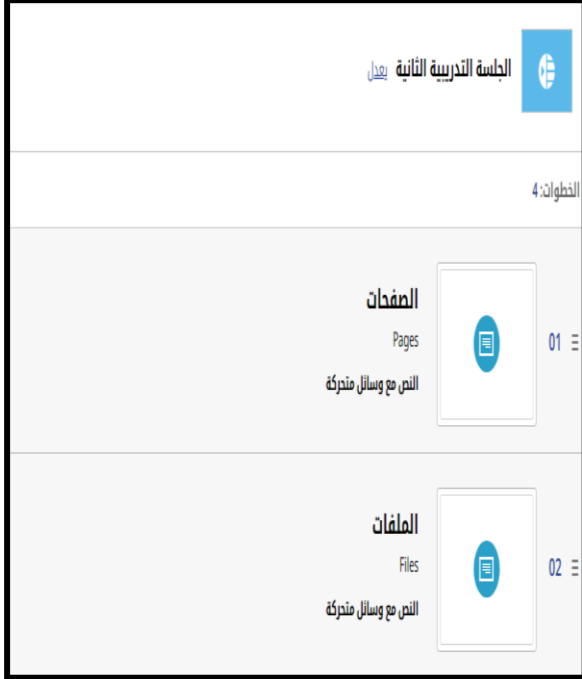 الجلسة التدريبية الثانية يعدل
الخطوات: 4
01
الصفحات
Pages
النص مع وسائل متحركة
02
الملفات
Files
النص مع وسائل متحركة